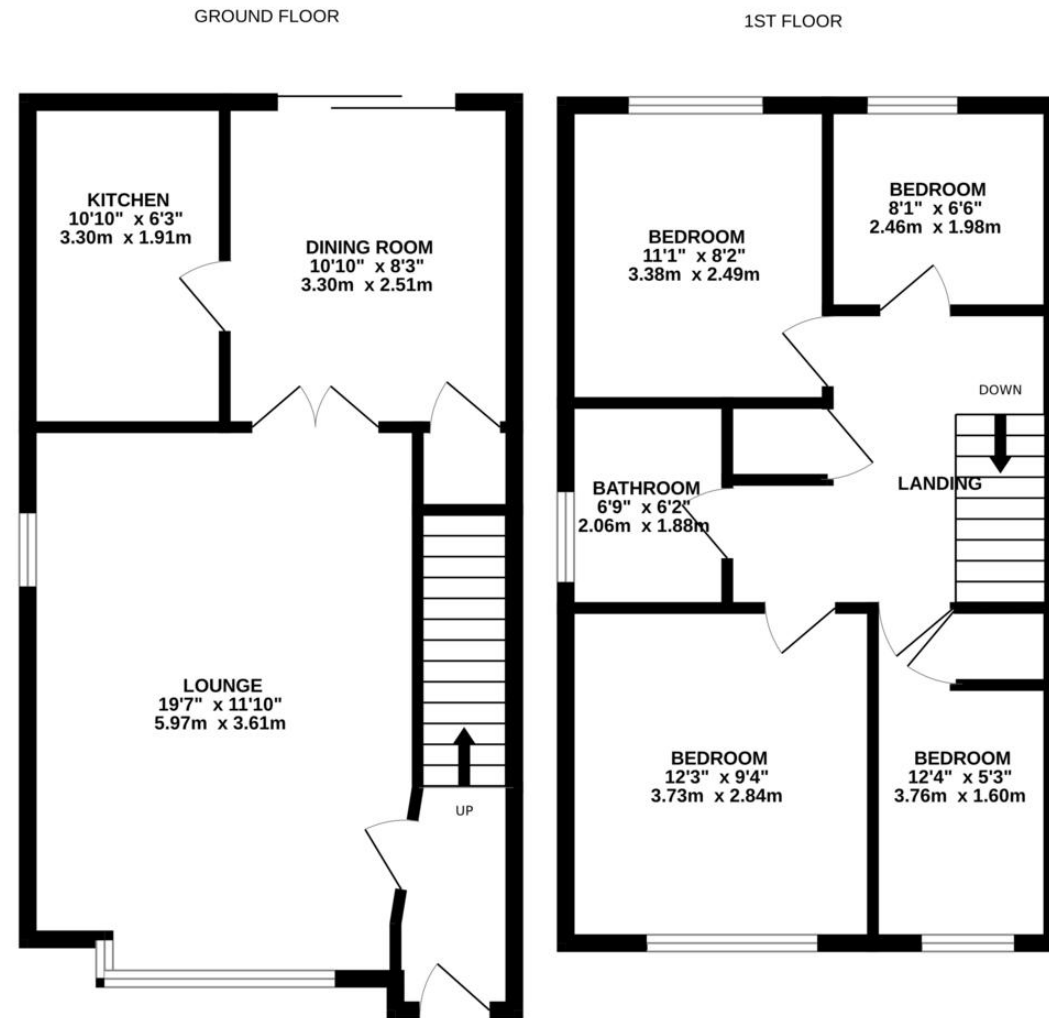 GROUND FLOOR
KITCHEN
10'10" x 6'3"
3.30m x 1.91m
DINING ROOM
10'10" x 8'3"
3.30m x 2.51m
LOUNGE
19'7" x 11'10"
5.97m x 3.61m
UP
1ST FLOOR
BEDROOM
11'1" x 8'2"
3.38m x 2.49m
BEDROOM
8'1" x 6'6"
2.46m x 1.98m
DOWN
LANDING
BATHROOM
6'9" x 6'2"
2.06m x 1.88m
BEDROOM
12'3" x 9'4"
3.73m x 2.84m
BEDROOM
12'4" x 5'3"
3.76m x 1.60m